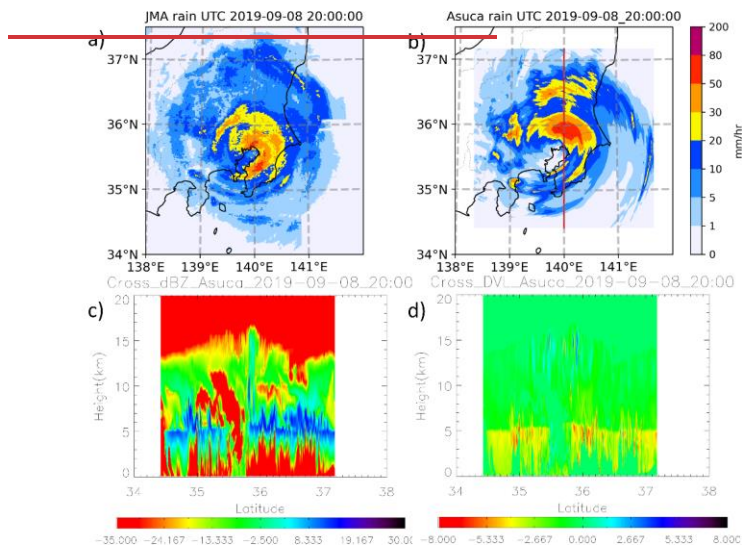 JMA rain UTC 2019-09-08 20:00:00
Asuca rain UTC 2019-09-08_20:00:00
a)
b)
37°N
36°N
35°N
34°N
138°E 139°E 140°E 141°E
37°N
36°N
35°N
34°N
138°E 139°E 140°E 141°E
200
80
50
30
20
10
5
1
0
mm/hr
Cross_dBZ_Asuca_2019-09-08_20:00
c)
Height(km)
20
15
10
5
0
34 35 36 37 38
Latitude
-35.000 -24.167 -13.333 -2.500 8.333 19.167 30.00
Cross_DVL_Asuca_2019-09-08_20:00
d)
Height(km)
20
15
10
5
0
34 35 36 37 38
Latitude
-8.000 -5.333 -2.667 0.000 2.667 5.333 8.000